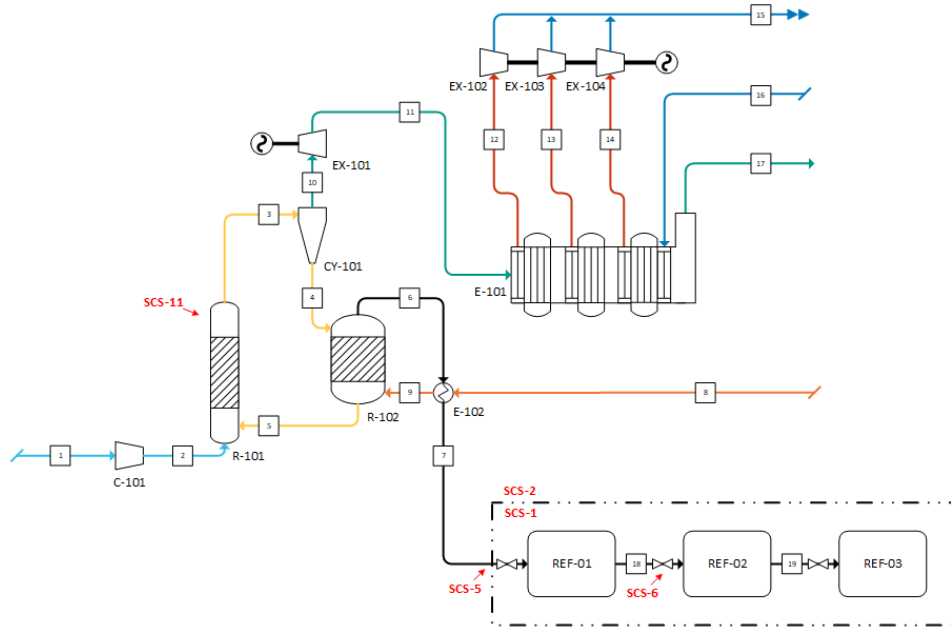 15
EX-102
EX-103
EX-104
11
16
12
13
14
EX-101
17
10
3
CY-101
E-101
4
6
SCS-11
9
8
R-102
E-102
5
1
2
R-101
7
C-101
SCS-2
SCS-1
REF-01
18
REF-02
19
REF-03
SCS-5
SCS-6